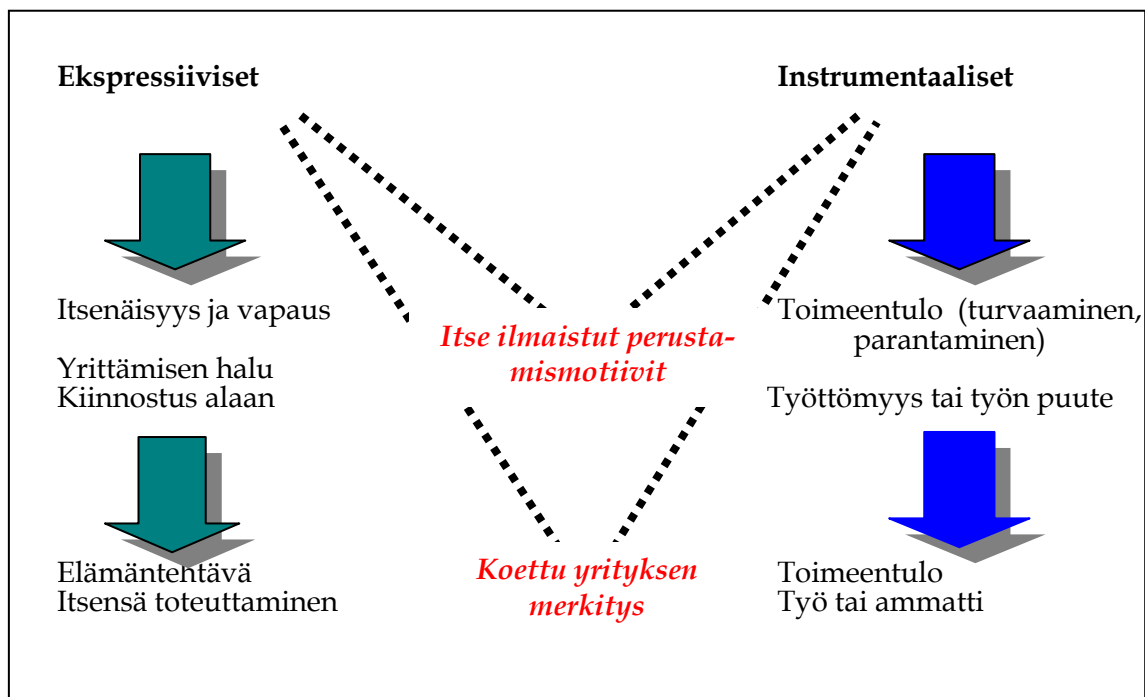 Ekspressiiviset
Instrumentaaliset
Itsenäisyys ja vapaus
Yrittämisen halu
Kiinnostus alaan
Itse ilmaistut perusta-
mismotiivit
Toimeentulo (turvaaminen,
parantaminen)
Työttömyys tai työn puute
Elämäntehtävä
Itsensä toteuttaminen
Koettu yrityksen
merkitys
Toimeentulo
Työ tai ammatti